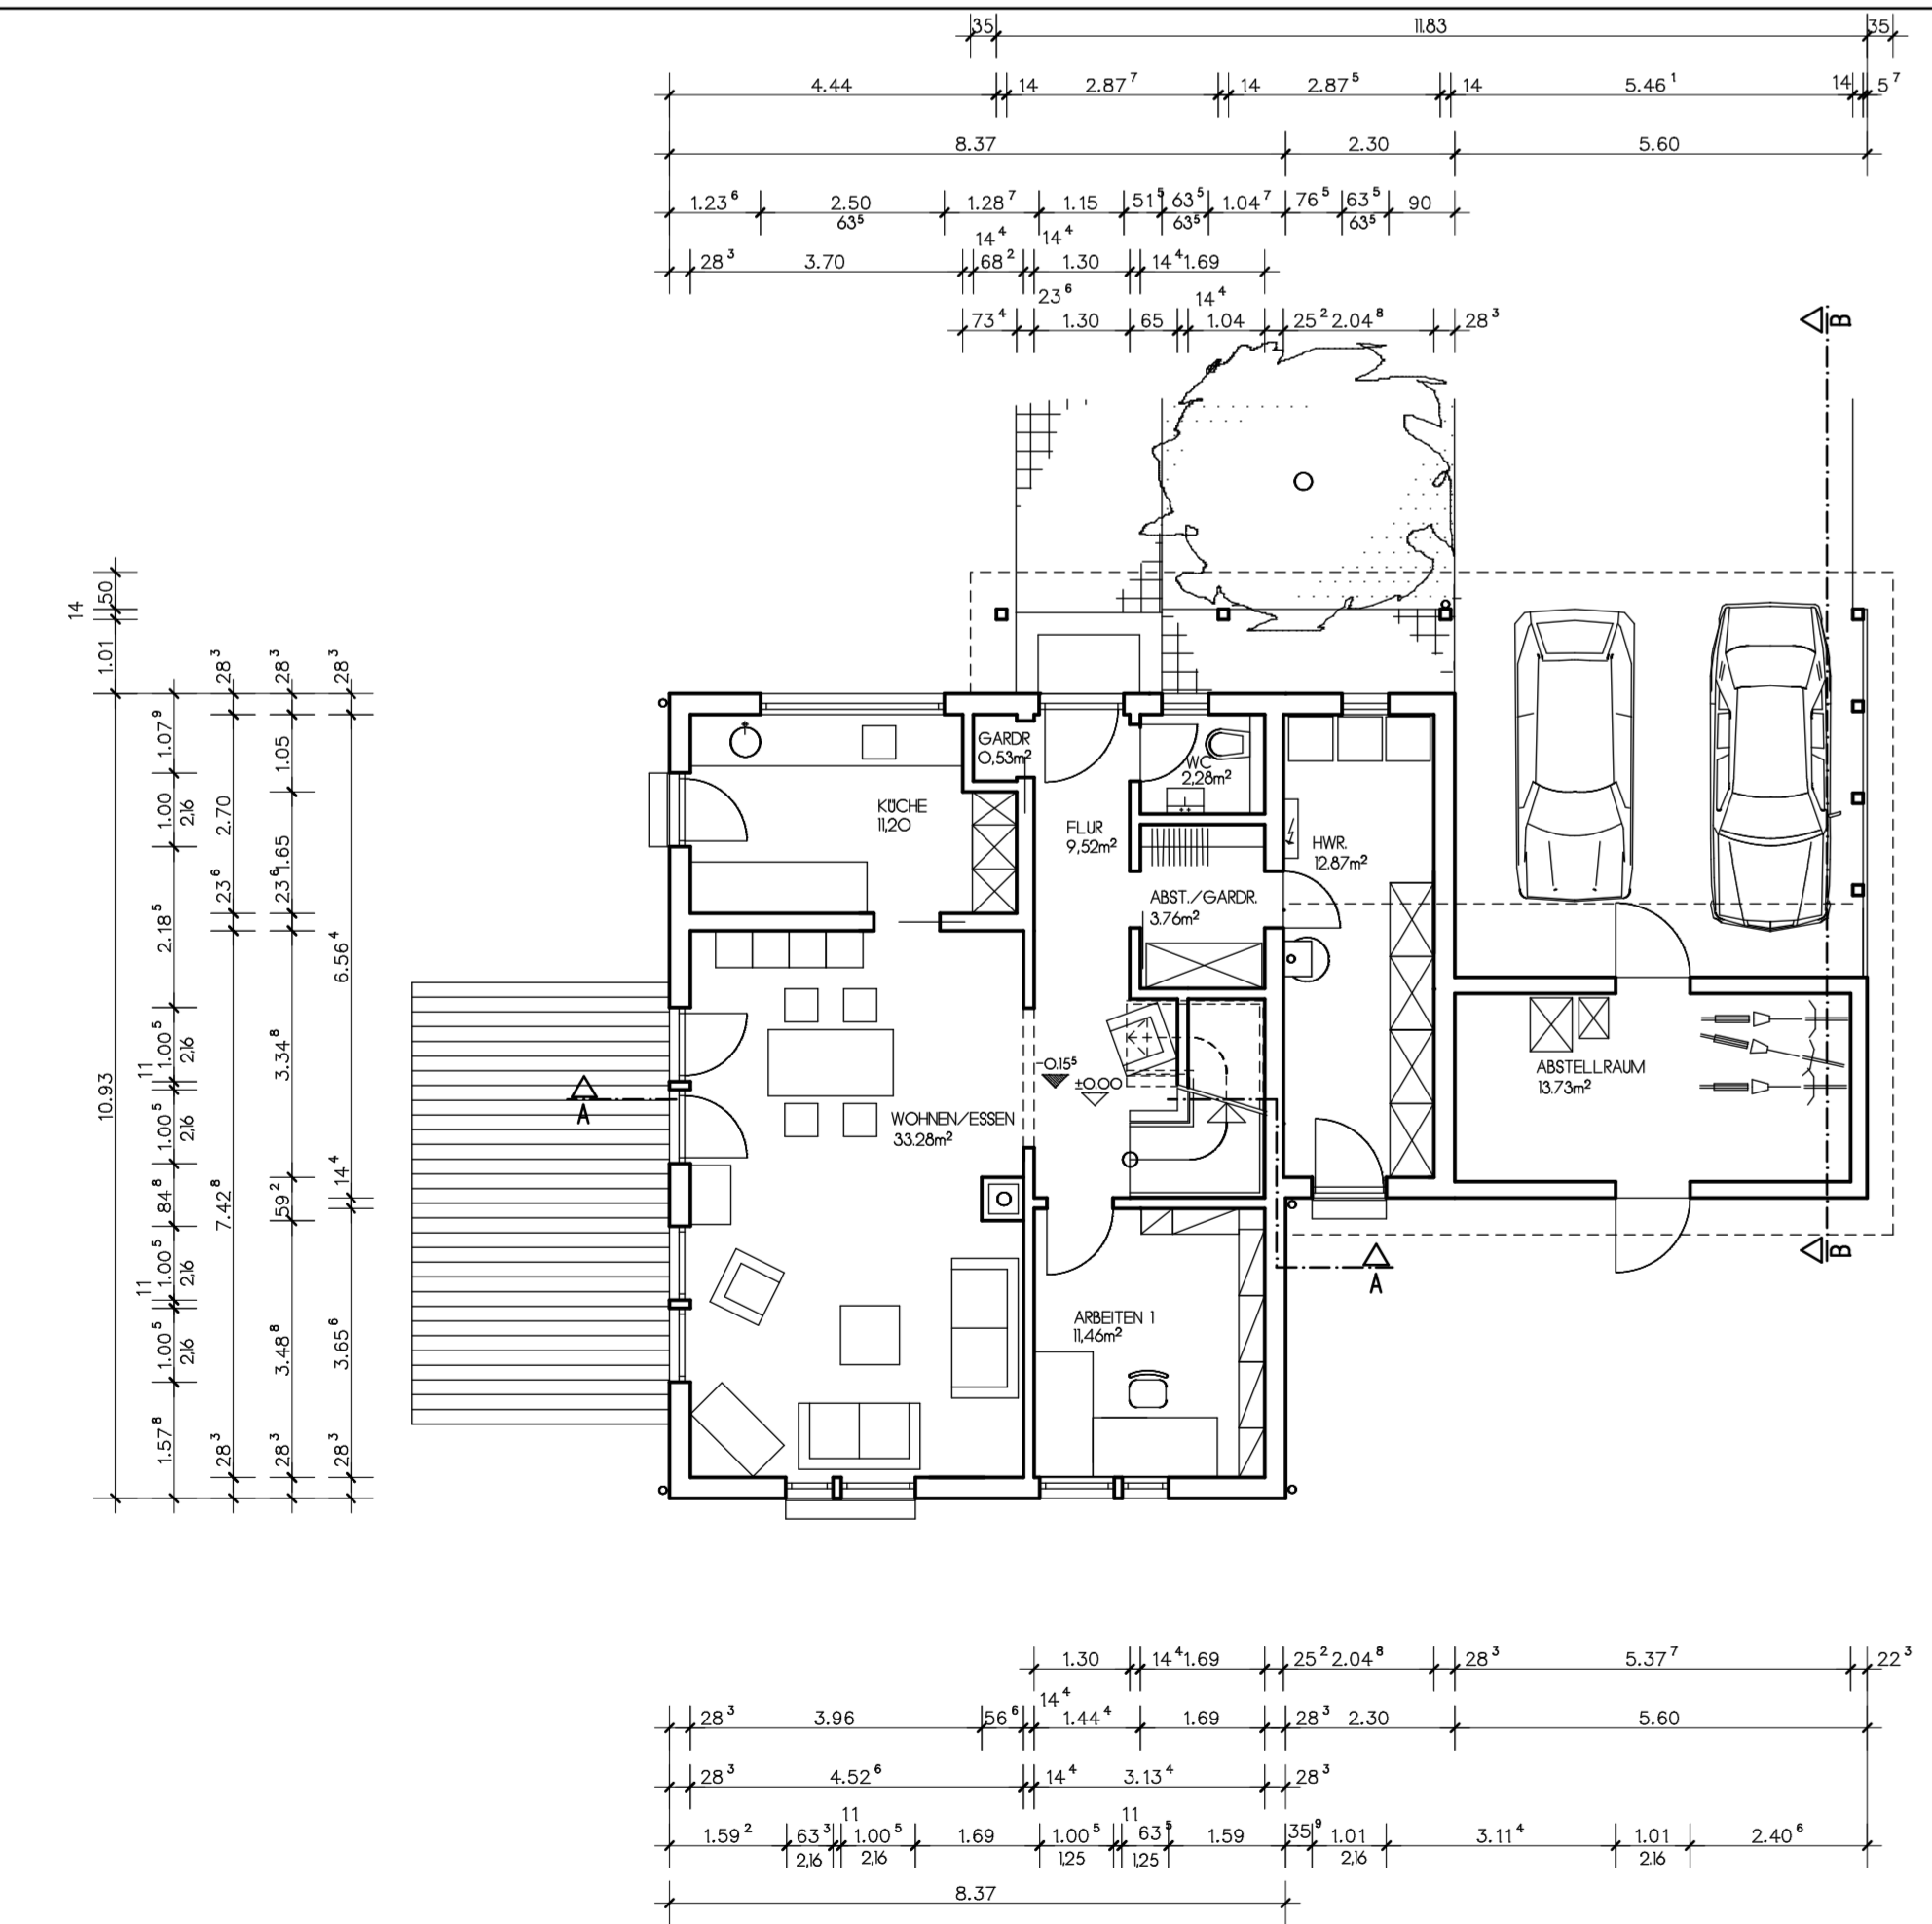 35 11.83 35
4.44 14 2.87⁷ 14 2.87⁵ 14 5.46¹ 14 5⁷
8.37 2.30 5.60
1.23⁶ 2.50 1.28⁷ 1.15 51⁵ 63⁵ 1.04⁷ 76⁵ 63⁵ 90
63⁵ 63⁵ 63⁵
14⁴ 14⁴
28³ 3.70 68² 1.30 14⁴ 1.69
23⁶ 14⁴
73⁴ 1.30 65 1.04 25² 2.04⁸ 28³
B
14 50
1.01
10.93
1.07⁹
1.00
2,16
2.18⁵
1.00⁵
2,16
11
1.00⁵
2,16
84⁸
1.00⁵
2,16
11
1.00⁵
2,16
1.57⁸
28³
2.70
23⁶
7.42⁸
28³
28³
1.05
1.65
23⁶
3.34⁸
59²
3.48⁸
28³
28³
6.56⁴
14⁴
3.65⁶
28³
GARDR
0,53m²
WC
2,28m²
KÜCHE
11,20
FLUR
9,52m²
HWR.
12.87m²
ABST./GARDR.
3.76m²
-0.15⁵
±0.00
ABSTELLRAUM
13.73m²
A
WOHNEN/ESSEN
33.28m²
B
A
ARBEITEN 1
11,46m²
1.30 14⁴ 1.69 25² 2.04⁸ 28³ 5.37⁷ 22³
14⁴
28³ 3.96 56⁶ 1.44⁴ 1.69 28³ 2.30 5.60
28³ 4.52⁶ 14⁴ 3.13⁴ 28³
11 11
1.59² 63³ 1.00⁵ 1.69 1.00⁵ 63⁵ 1.59 35⁹ 1.01 3.11⁴ 1.01 2.40⁶
2,16 2,16 1,25 1,25 2,16 2.16
8.37